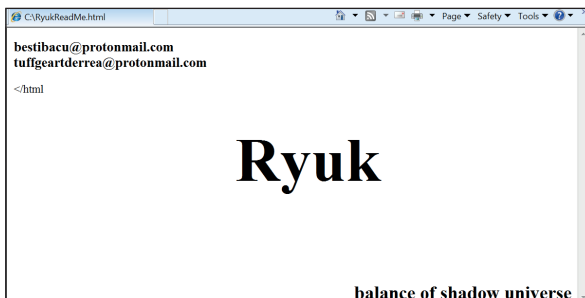 C:\RyukReadMe.html
Page Safety Tools
bestibacu@protonmail.com
tuffgeartderrea@protonmail.com
</html
Ryuk
balance of shadow universe